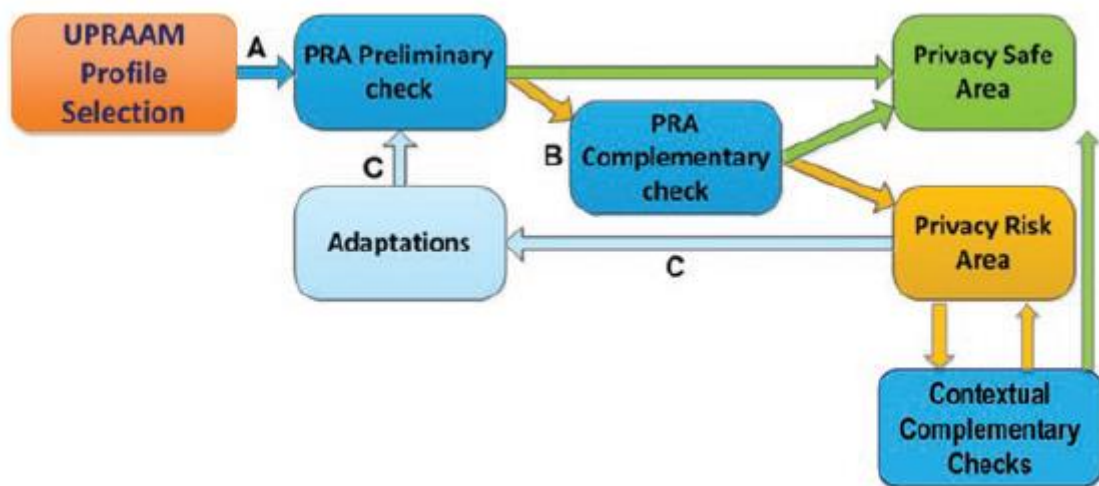 UPRAAM
Profile
Selection
A
PRA Preliminary
check
Privacy Safe
Area
B
PRA
Complementary
check
C
Adaptations
C
Privacy Risk
Area
Contextual
Complementary
Checks